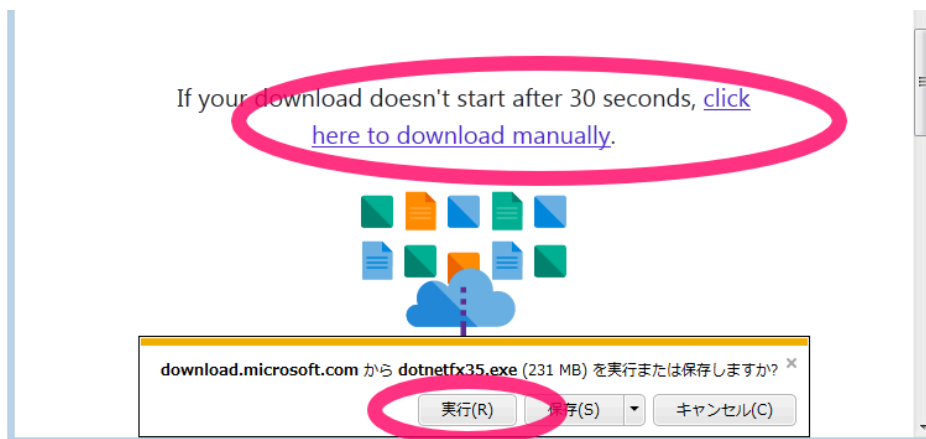 If your download doesn't start after 30 seconds, click
here to download manually.
download.microsoft.com から dotnetfx35.exe (231 MB) を実行または保存しますか?
実行(R) 保存(S) キャンセル(C)